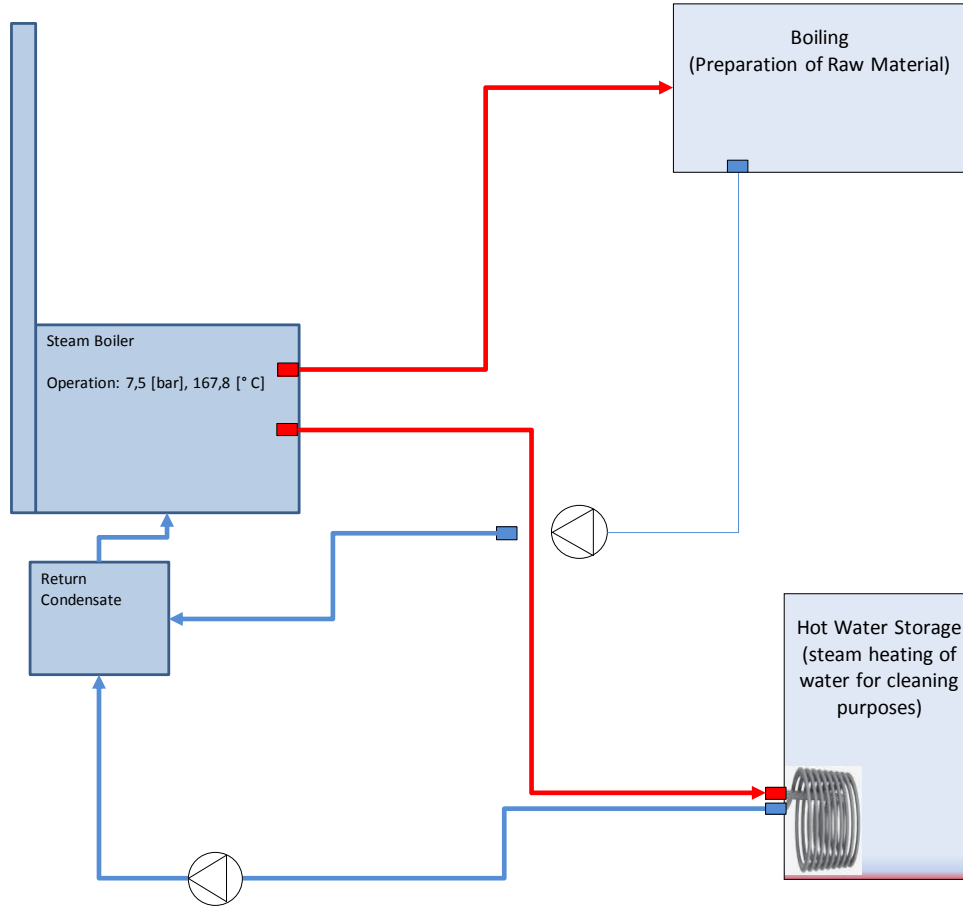 Boiling
(Preparation of Raw Material)
Steam Boiler
Operation: 7,5 [bar], 167,8 [° C]
Return
Condensate
Hot Water Storage
(steam heating of
water for cleaning
purposes)